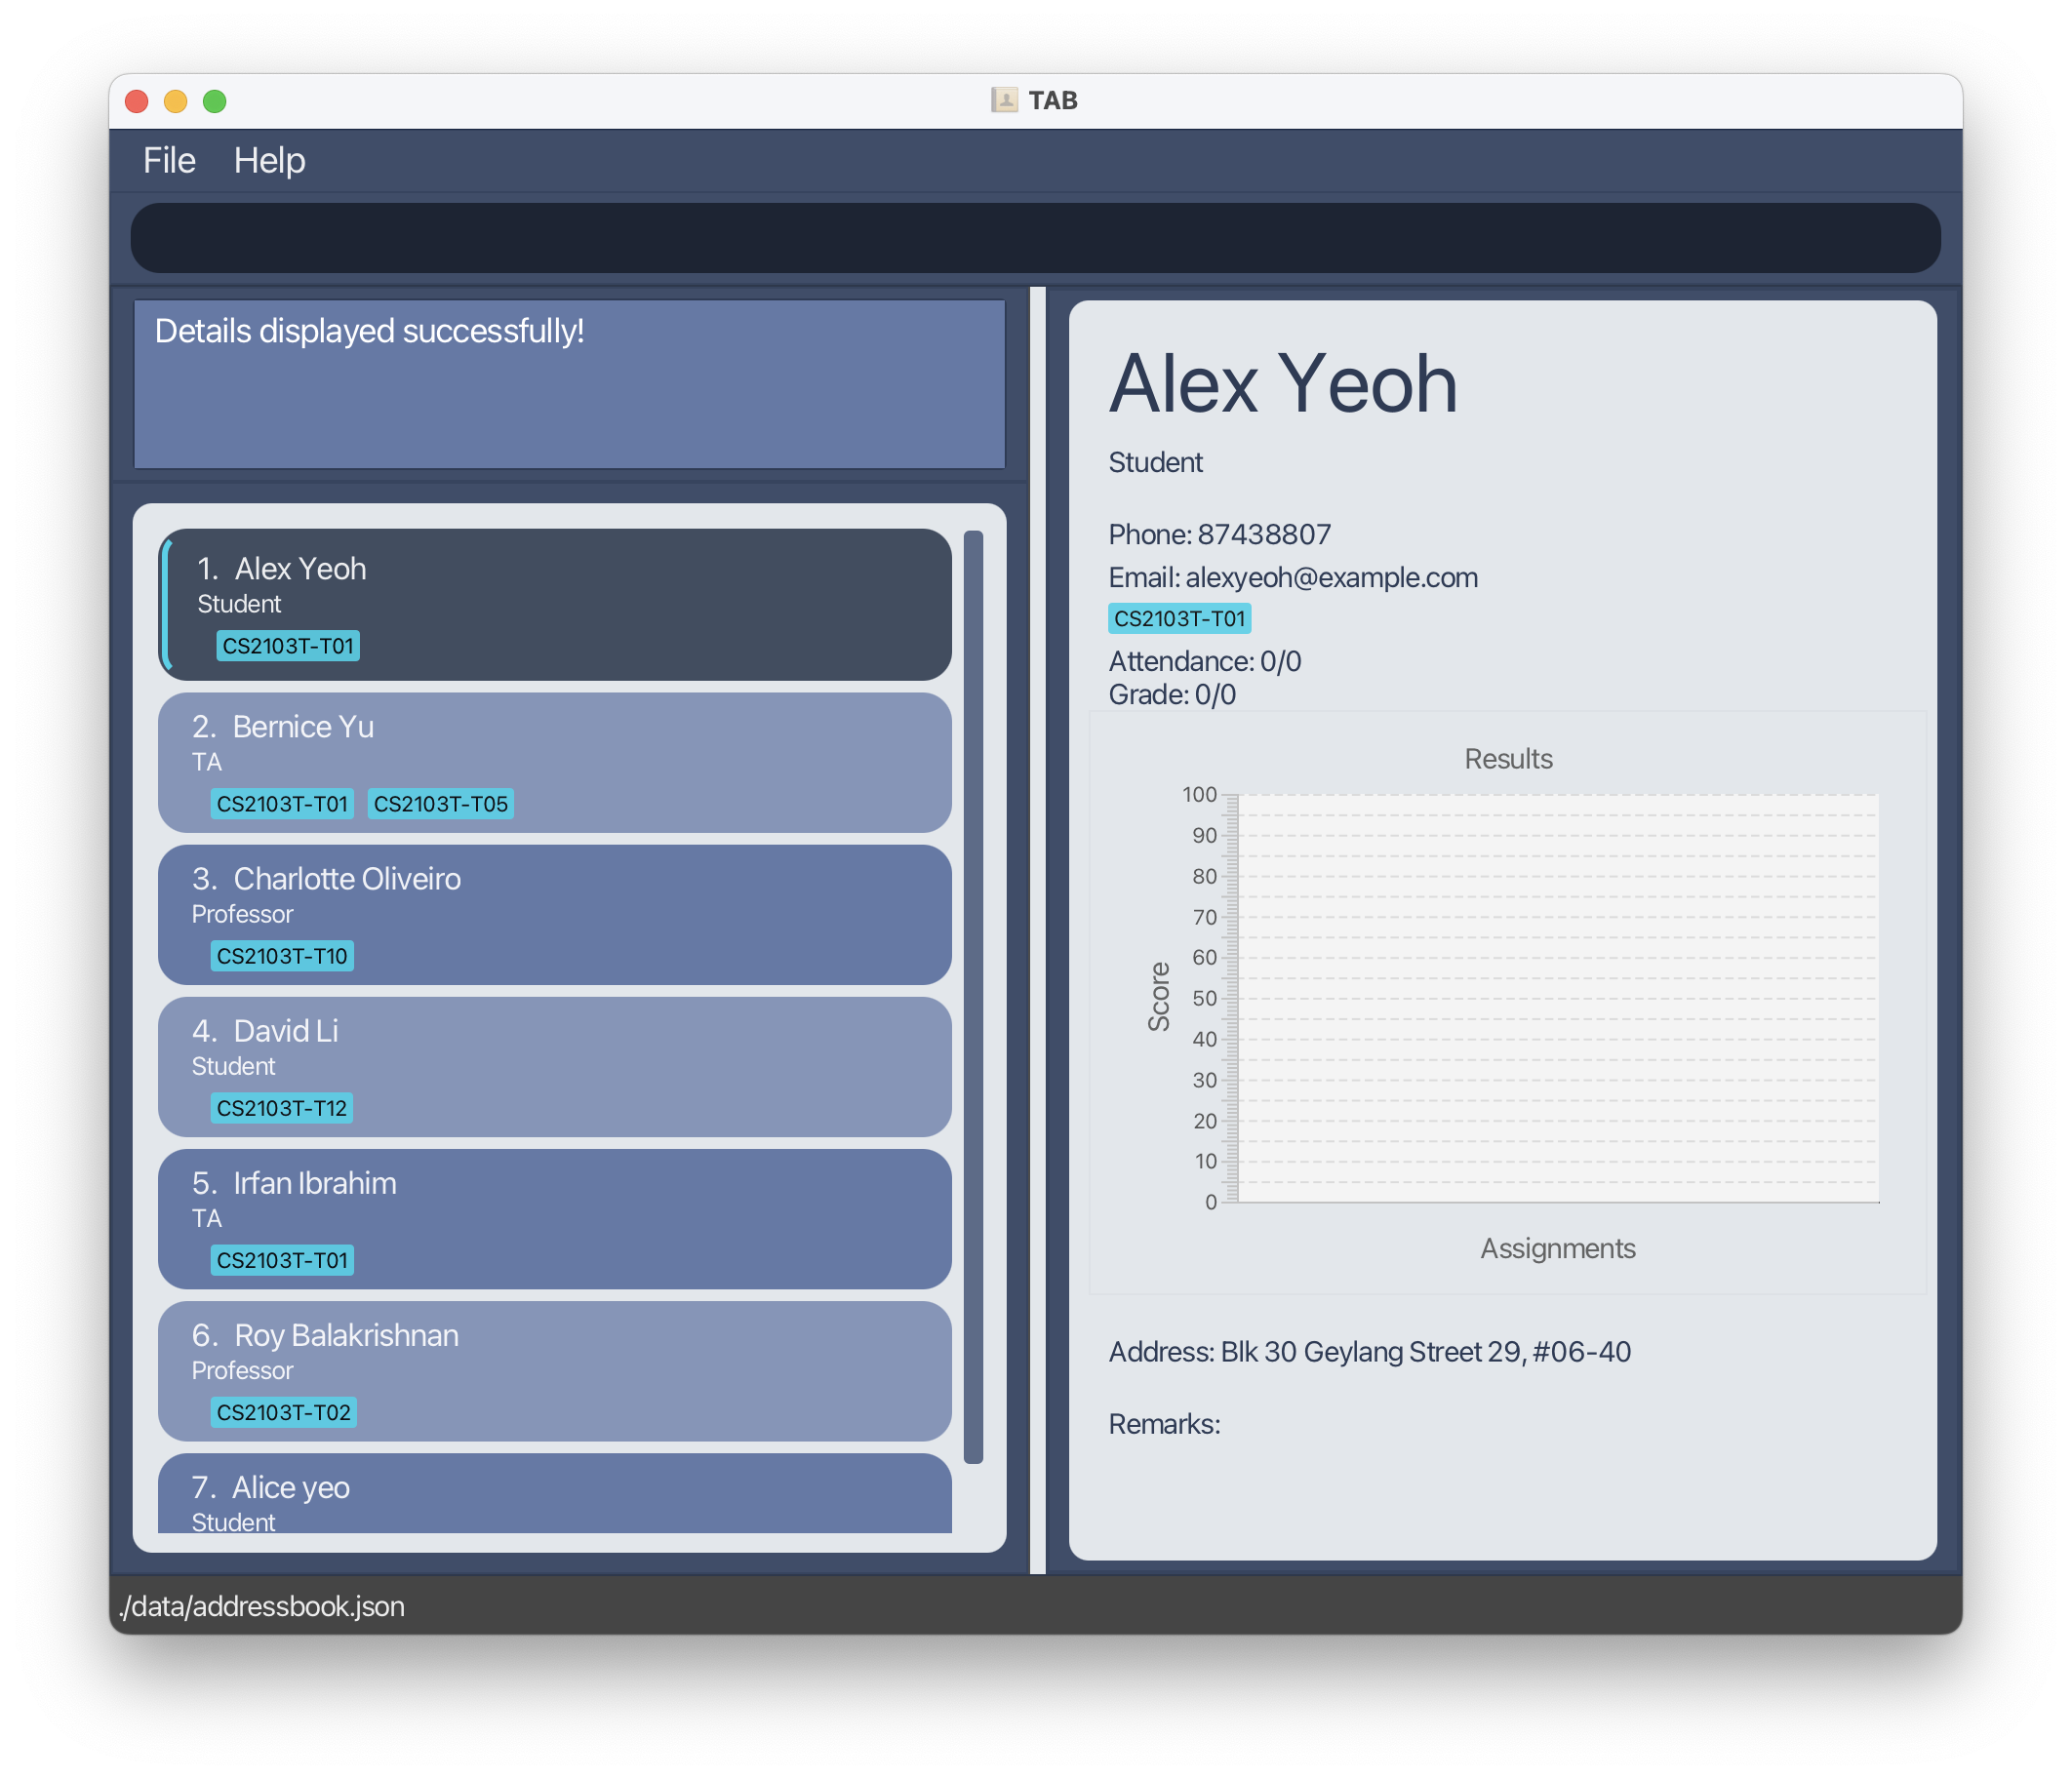 TAB
File Help
Details displayed successfully!
1. Alex Yeoh
Student
CS2103T-T01
2. Bernice Yu
TA
CS2103T-T01 CS2103T-T05
3. Charlotte Oliveiro
Professor
CS2103T-T10
4. David Li
Student
CS2103T-T12
5. Irfan Ibrahim
TA
CS2103T-T01
6. Roy Balakrishnan
Professor
CS2103T-T02
7. Alice yeo
Student
Alex Yeoh
Student
Phone: 87438807
Email: alexyeoh@example.com
CS2103T-T01
Attendance: 0/0
Grade: 0/0
Results
100
90
80
70
60
50
40
30
20
10
0
Score
Assignments
Address: Blk 30 Geylang Street 29, #06-40
Remarks:
./data/addressbook.json